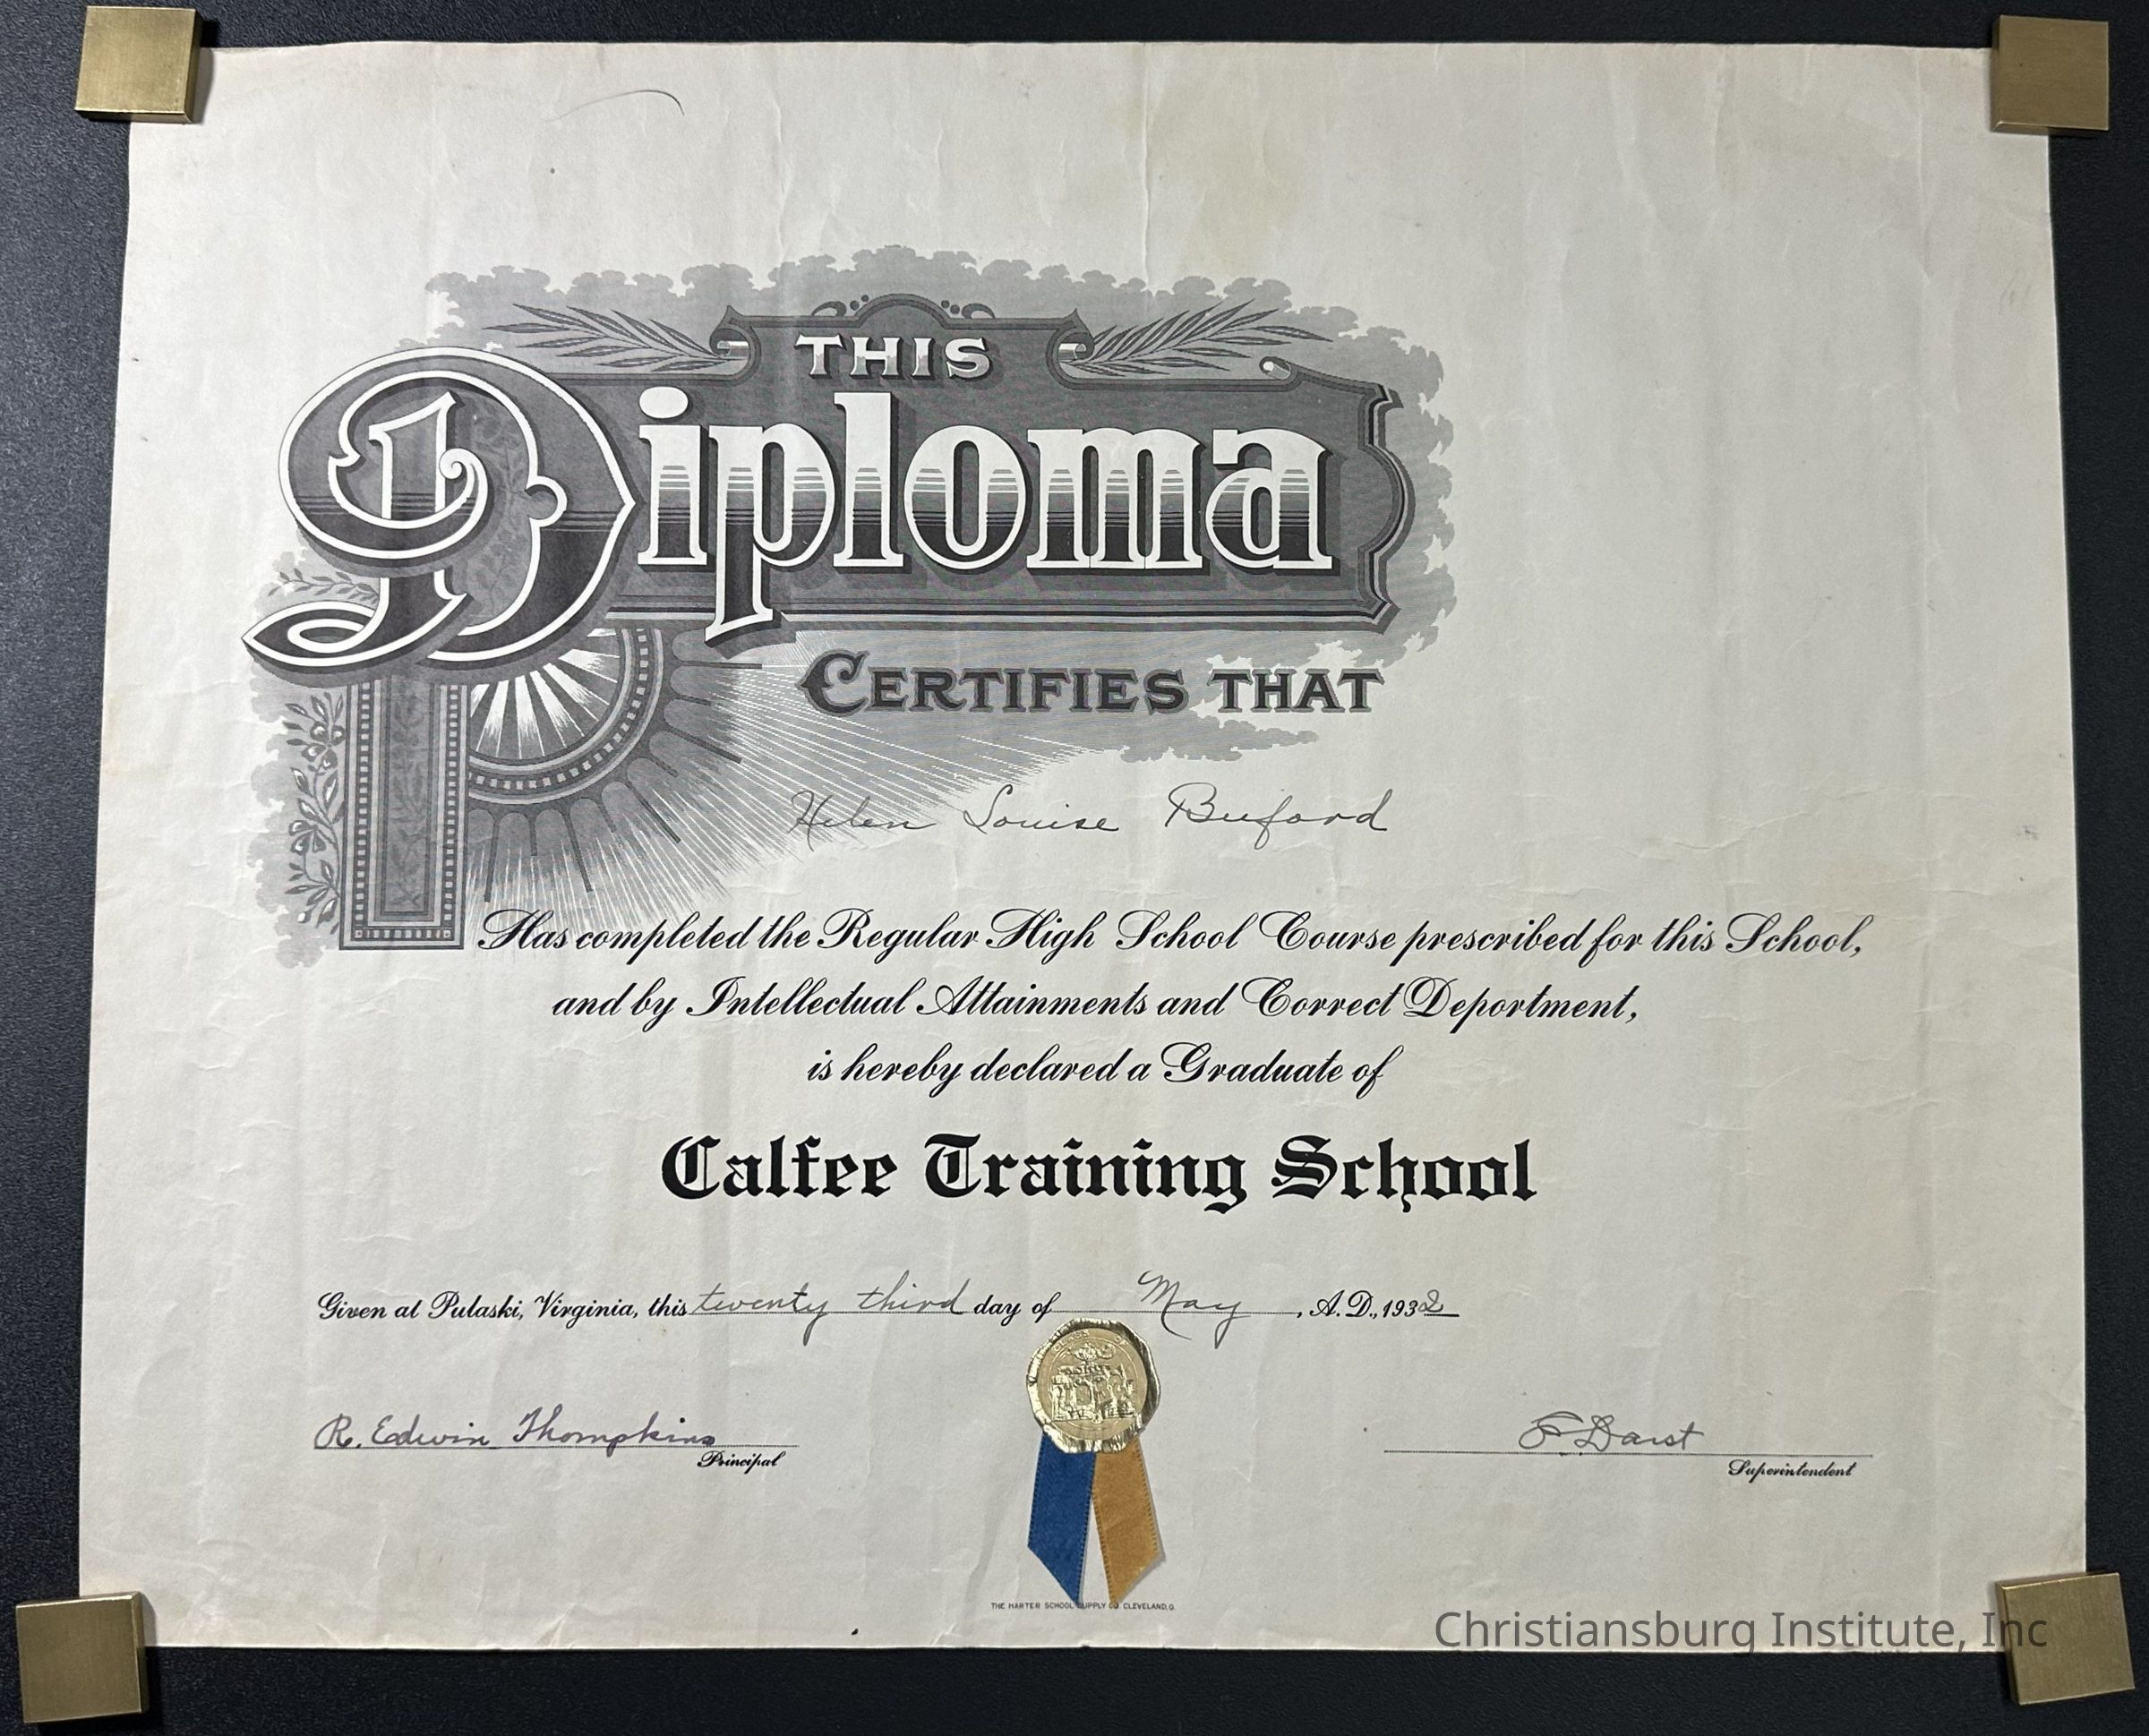 THIS
Diploma
CERTIFIES THAT
Helen Louise Buford
Has completed the Regular High School Course prescribed for this School,
and by Intellectual Attainments and Correct Deportment,
is hereby declared a Graduate of
Calfee Training School
Given at Pulaski, Virginia, this twenty third day of May, A.D., 1932
R. Edwin Thompkins
Principal
E Darst
Superintendent
THE HARTER SCHOOL SUPPLY CO. CLEVELAND, O.
Christiansburg Institute, Inc